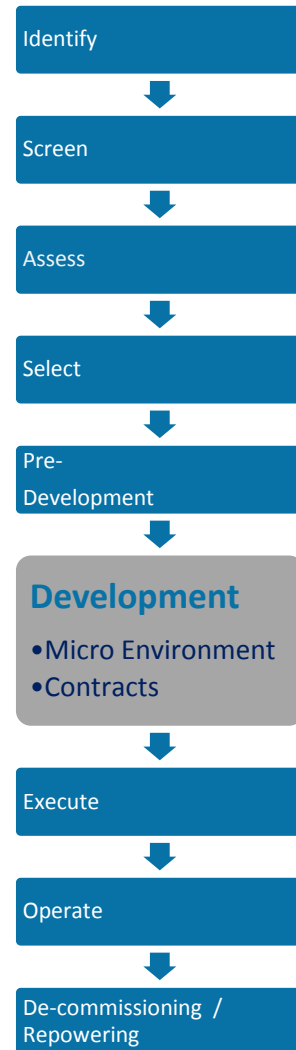 Identify
Screen
Assess
Select
Pre-
Development
Development
•Micro Environment
•Contracts
Execute
Operate
De-commissioning /
Repowering